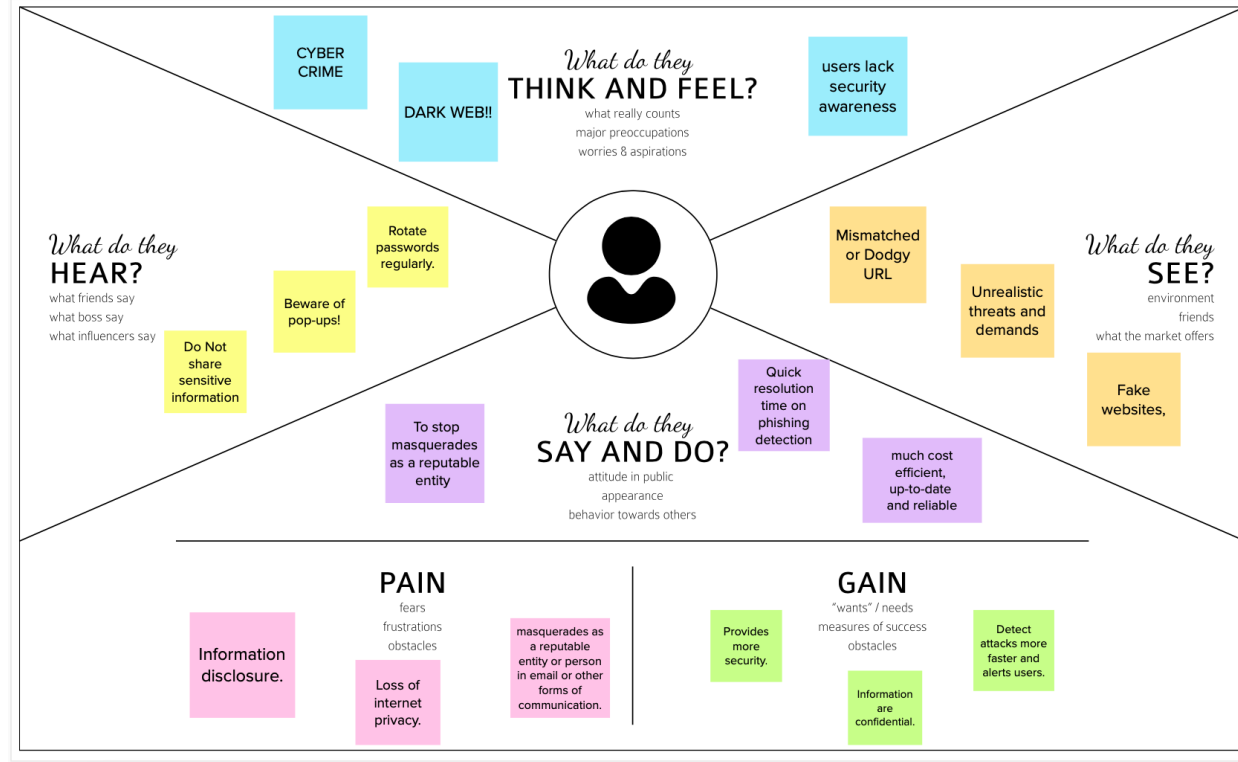 CYBER
CRIME
DARK WEB!!
What do they
THINK AND FEEL?
what really counts
major preoccupations
worries & aspirations
users lack
security
awareness
What do they
HEAR?
what friends say
what boss say
what influencers say
Rotate
passwords
regularly.
Beware of
pop-ups!
Do Not
share
sensitive
information
Mismatched
or Dodgy
URL
Unrealistic
threats and
demands
Fake
websites,
What do they
SEE?
environment
friends
what the market offers
To stop
masquerades
as a reputable
entity
What do they
SAY AND DO?
attitude in public
appearance
behavior towards others
Quick
resolution
time on
phishing
detection
much cost
efficient,
up-to-date
and reliable
PAIN
fears
frustrations
obstacles
Information
disclosure.
Loss of
internet
privacy.
masquerades as
a reputable
entity or person
in email or other
forms of
communication.
GAIN
"wants" / needs
measures of success
obstacles
Provides
more
security.
Information
are
confidential.
Detect
attacks more
faster and
alerts users.